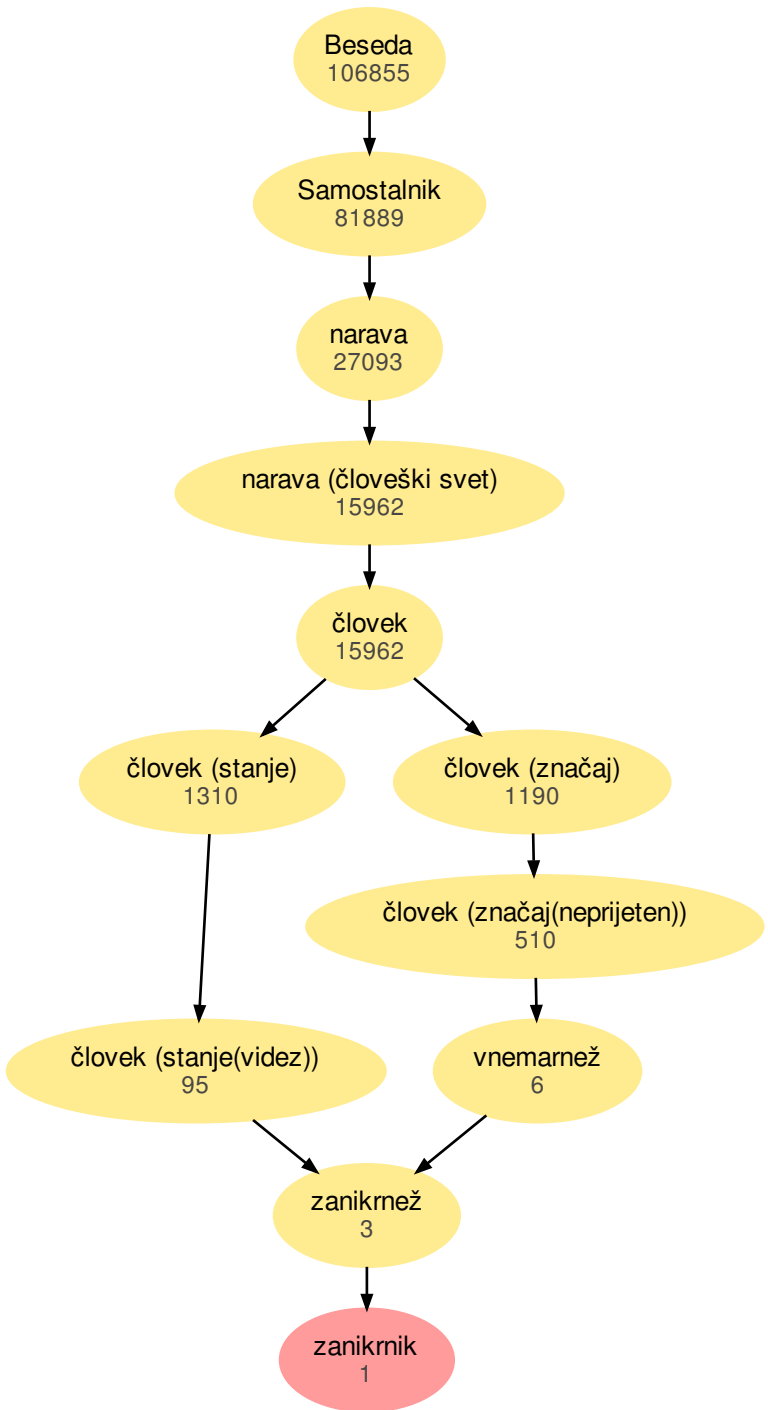 Beseda
106855
Samostalnik
81889
narava
27093
narava (človeški svet)
15962
človek
15962
človek (stanje)
1310
človek (značaj)
1190
človek (značaj(neprijeten))
510
človek (stanje(videz))
95
vnemarnež
6
zanikrnež
3
zanikrnik
1